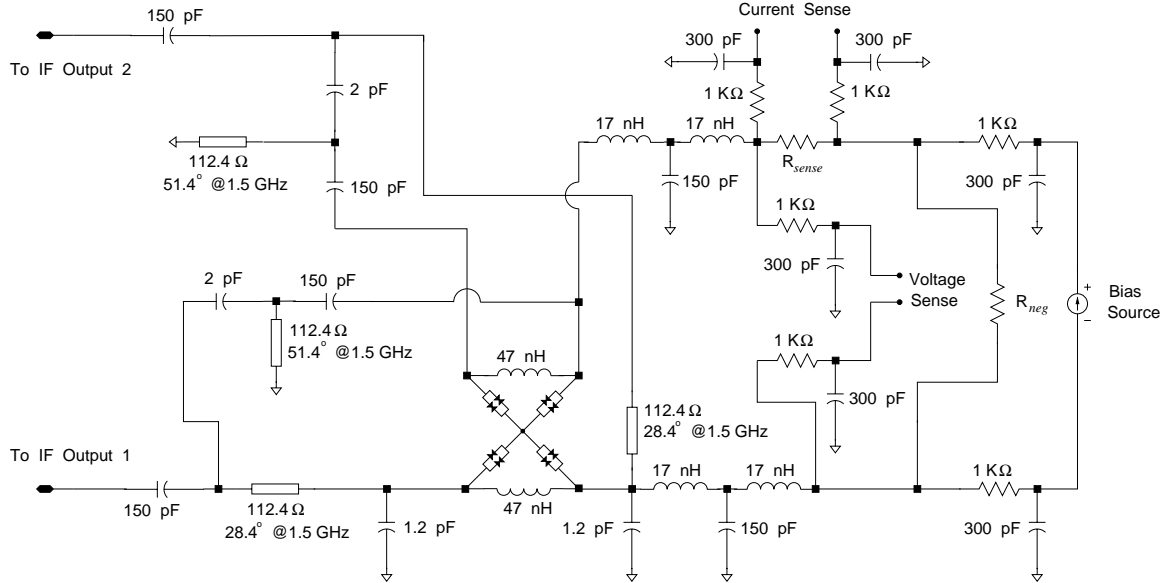 Current Sense
150 pF
300 pF
300 pF
To IF Output 2
2 pF
1 KΩ
1 KΩ
17 nH
17 nH
1 KΩ
R_sense
112.4 Ω
51.4° @1.5 GHz
150 pF
150 pF
300 pF
1 KΩ
2 pF
150 pF
300 pF
Voltage
Sense
R_neg
+
−
Bias
Source
112.4 Ω
51.4° @1.5 GHz
1 KΩ
47 nH
300 pF
112.4 Ω
28.4° @1.5 GHz
To IF Output 1
17 nH
17 nH
1 KΩ
150 pF
112.4 Ω
28.4° @1.5 GHz
1.2 pF
47 nH
1.2 pF
150 pF
300 pF